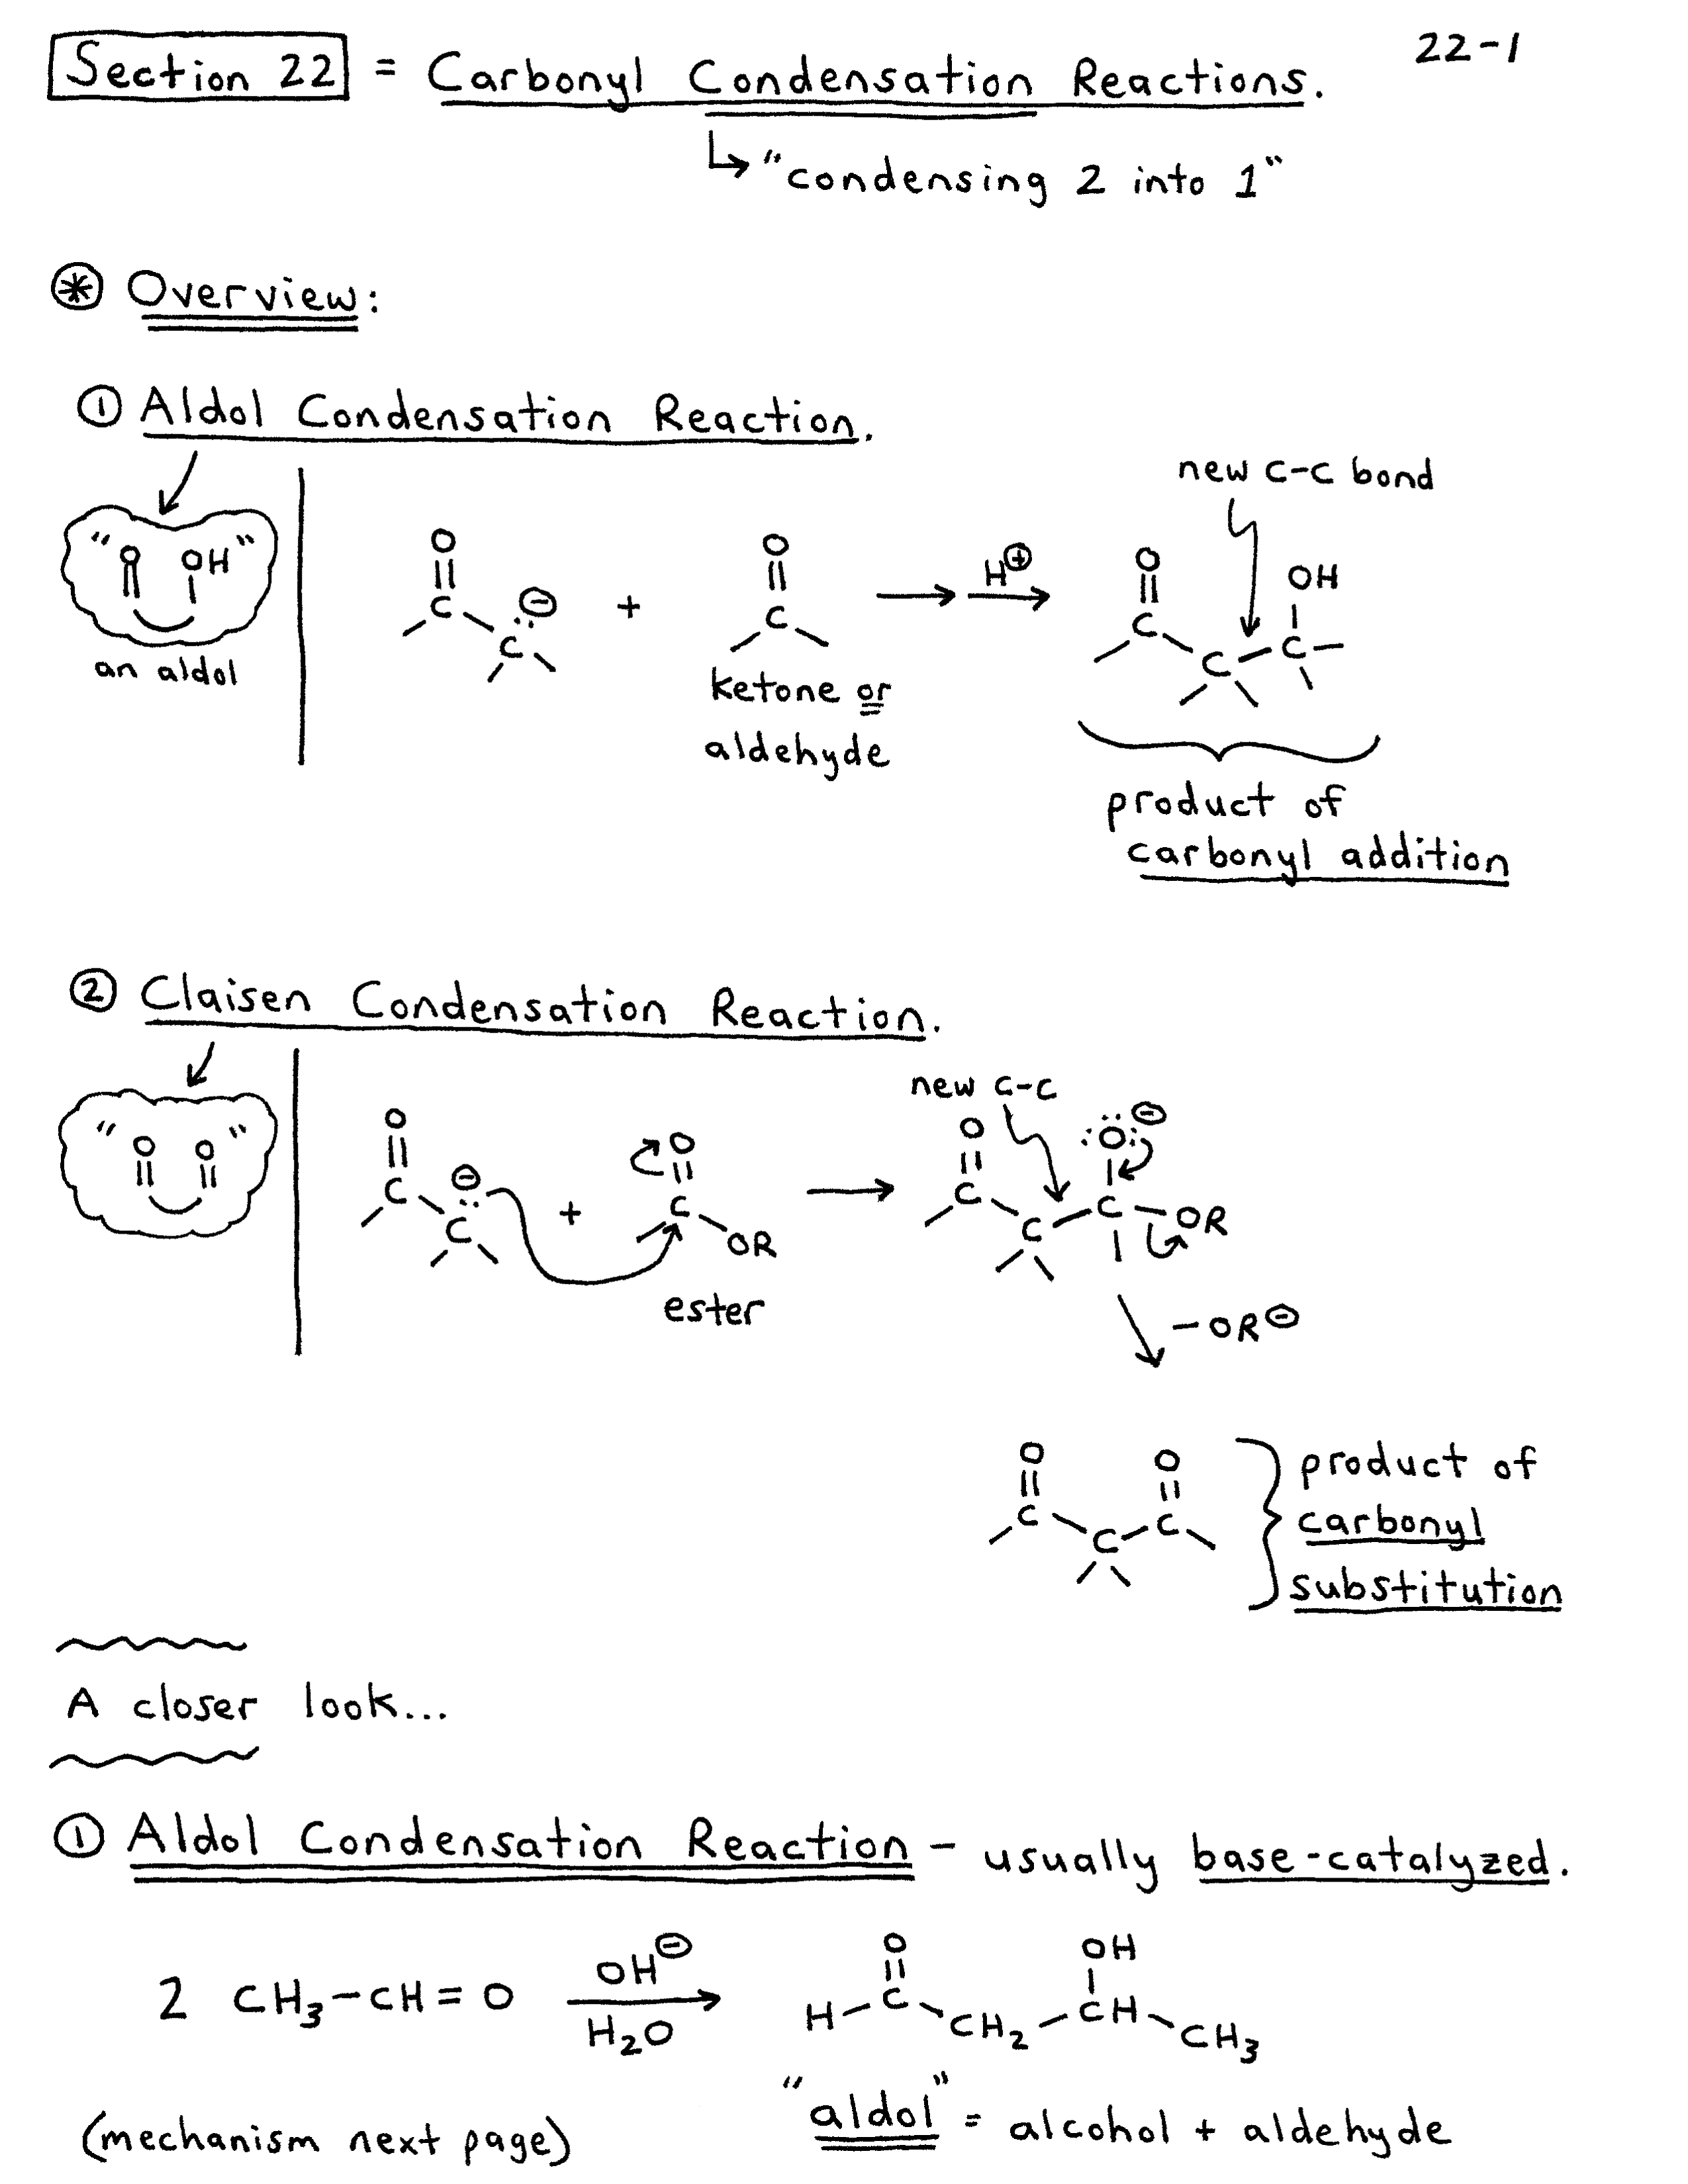 Section 22 = Carbonyl Condensation Reactions. 22-1
↳ "condensing 2 into 1"
⊛ Overview:
① Aldol Condensation Reaction.
new C-C bond
" O OH "
O
C
⊖
:
C
+
O
C
H⊕
O
C
C
OH
C
an aldol
ketone or
aldehyde
product of
carbonyl addition
② Claisen Condensation Reaction.
new C-C
" O O "
O
C
⊖
:
C
+
O
C
OR
O
C
C
:Ö:⊖
C
OR
ester
-OR⊖
O
C
C
O
C
product of
carbonyl
substitution
A closer look...
① Aldol Condensation Reaction - usually base-catalyzed.
2 CH3-CH=O
OH⊖
H2O
O OH
H-C-CH2-CH-CH3
"aldol" = alcohol + aldehyde
(mechanism next page)